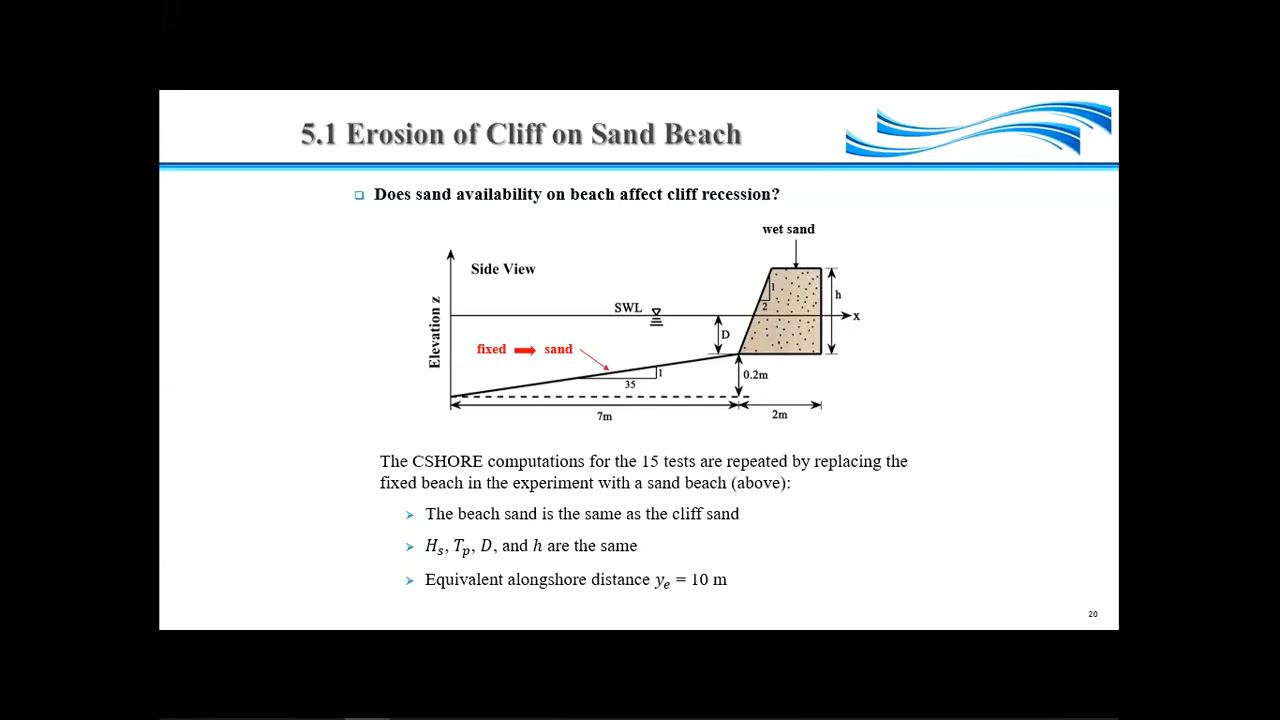 5.1 Erosion of Cliff on Sand Beach
Does sand availability on beach affect cliff recession?
wet sand
Side View
Elevation z
SWL
x
h
D
1
2
fixed
sand
1
35
0.2m
7m
2m
The CSHORE computations for the 15 tests are repeated by replacing the
fixed beach in the experiment with a sand beach (above):
The beach sand is the same as the cliff sand
Hₛ, Tₚ, D, and h are the same
Equivalent alongshore distance yₑ = 10 m
20